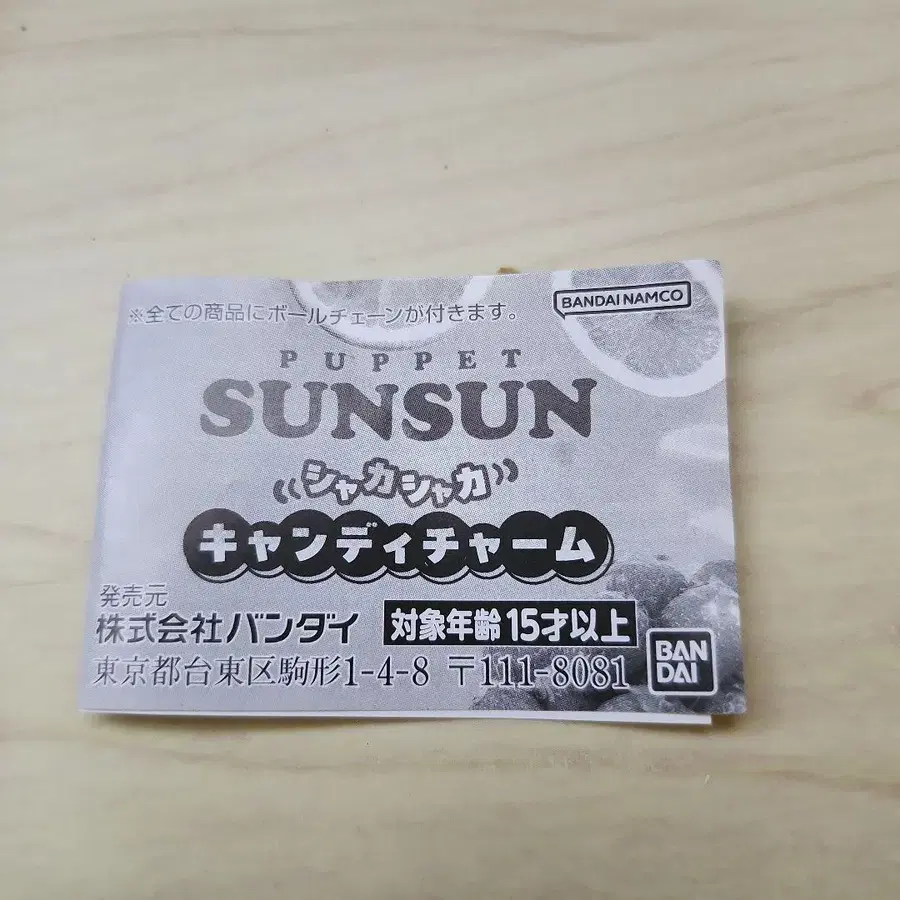 ※全ての商品にボールチェーンが付きます。
BANDAI NAMCO
PUPPET
SUNSUN
シャカシャカ
キャンディチャーム
発売元
株式会社バンダイ 対象年齢15才以上
東京都台東区駒形1-4-8 〒111-8081
BAN
DAI